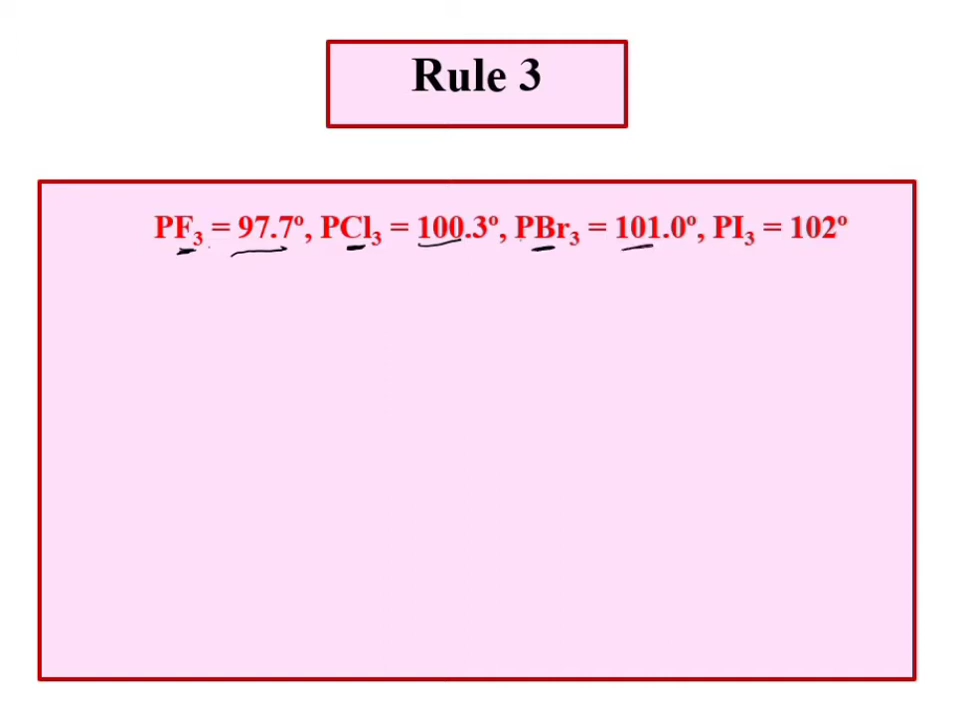 Rule 3
PF₃ = 97.7º, PCl₃ = 100.3º, PBr₃ = 101.0º, PI₃ = 102º